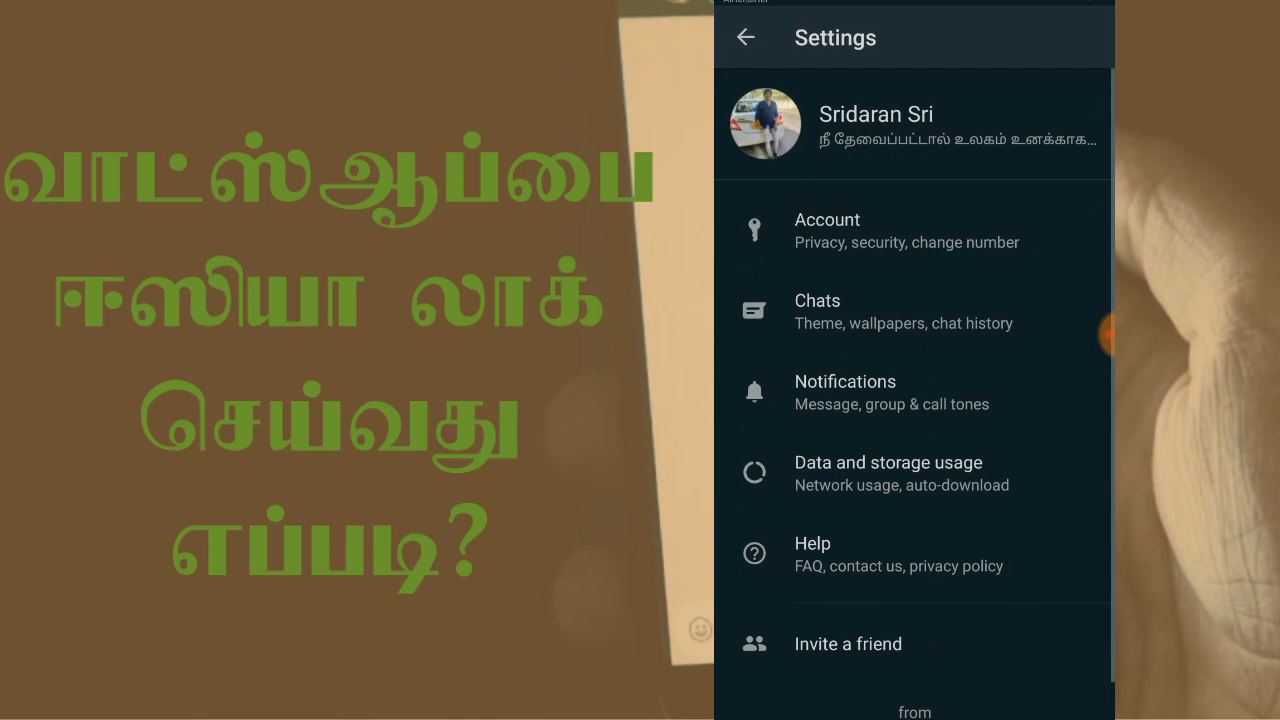 வாட்ஸ்ஆப்பை
ஈஸியா லாக்
செய்வது
எப்படி?
Settings
Sridaran Sri
நீ தேவைப்பட்டால் உலகம் உனக்காக...
Account
Privacy, security, change number
Chats
Theme, wallpapers, chat history
Notifications
Message, group & call tones
Data and storage usage
Network usage, auto-download
Help
FAQ, contact us, privacy policy
Invite a friend
from